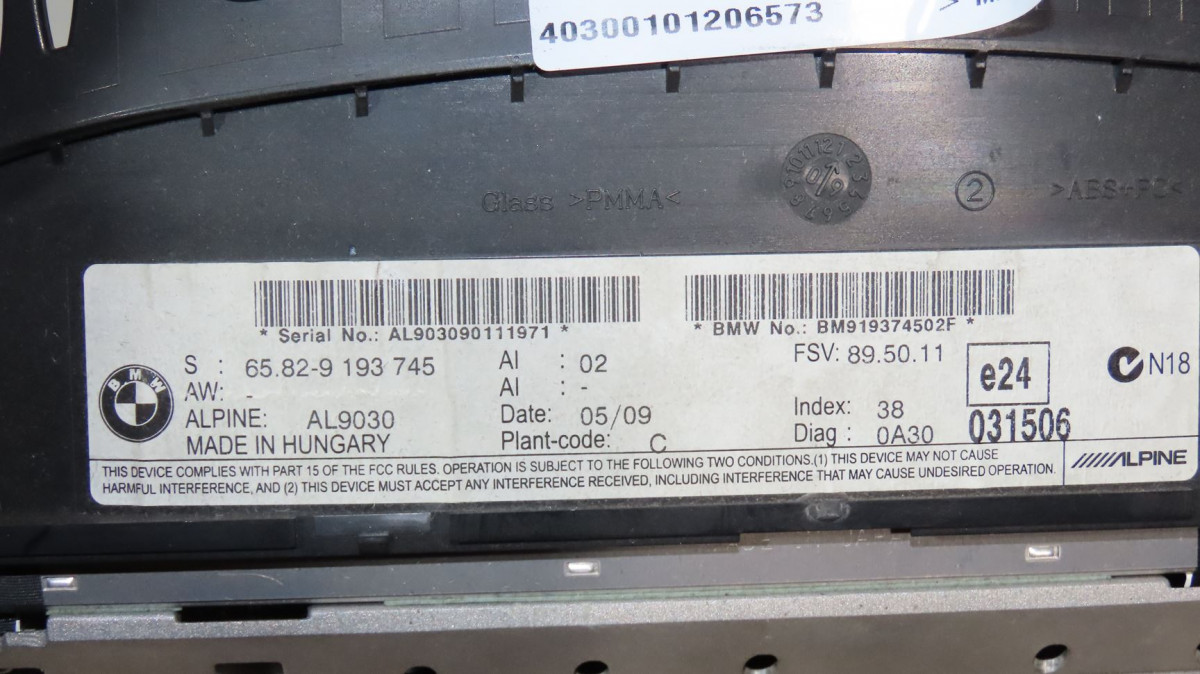 40300101206573
Glass >PMMA<
2
>ABS+PC<
* Serial No.: AL903090111971 *
* BMW No.: BM919374502F *
BMW
S : 65.82-9 193 745
AW: -
ALPINE: AL9030
MADE IN HUNGARY
AI : 02
AI : -
Date: 05/09
Plant-code: C
FSV: 89.50.11
Index: 38
Diag : 0A30
e24
031506
N18
ALPINE
THIS DEVICE COMPLIES WITH PART 15 OF THE FCC RULES. OPERATION IS SUBJECT TO THE FOLLOWING TWO CONDITIONS.(1) THIS DEVICE MAY NOT CAUSE
HARMFUL INTERFERENCE, AND (2) THIS DEVICE MUST ACCEPT ANY INTERFERENCE RECEIVED, INCLUDING INTERFERENCE THAT MAY CAUSE UNDESIRED OPERATION.